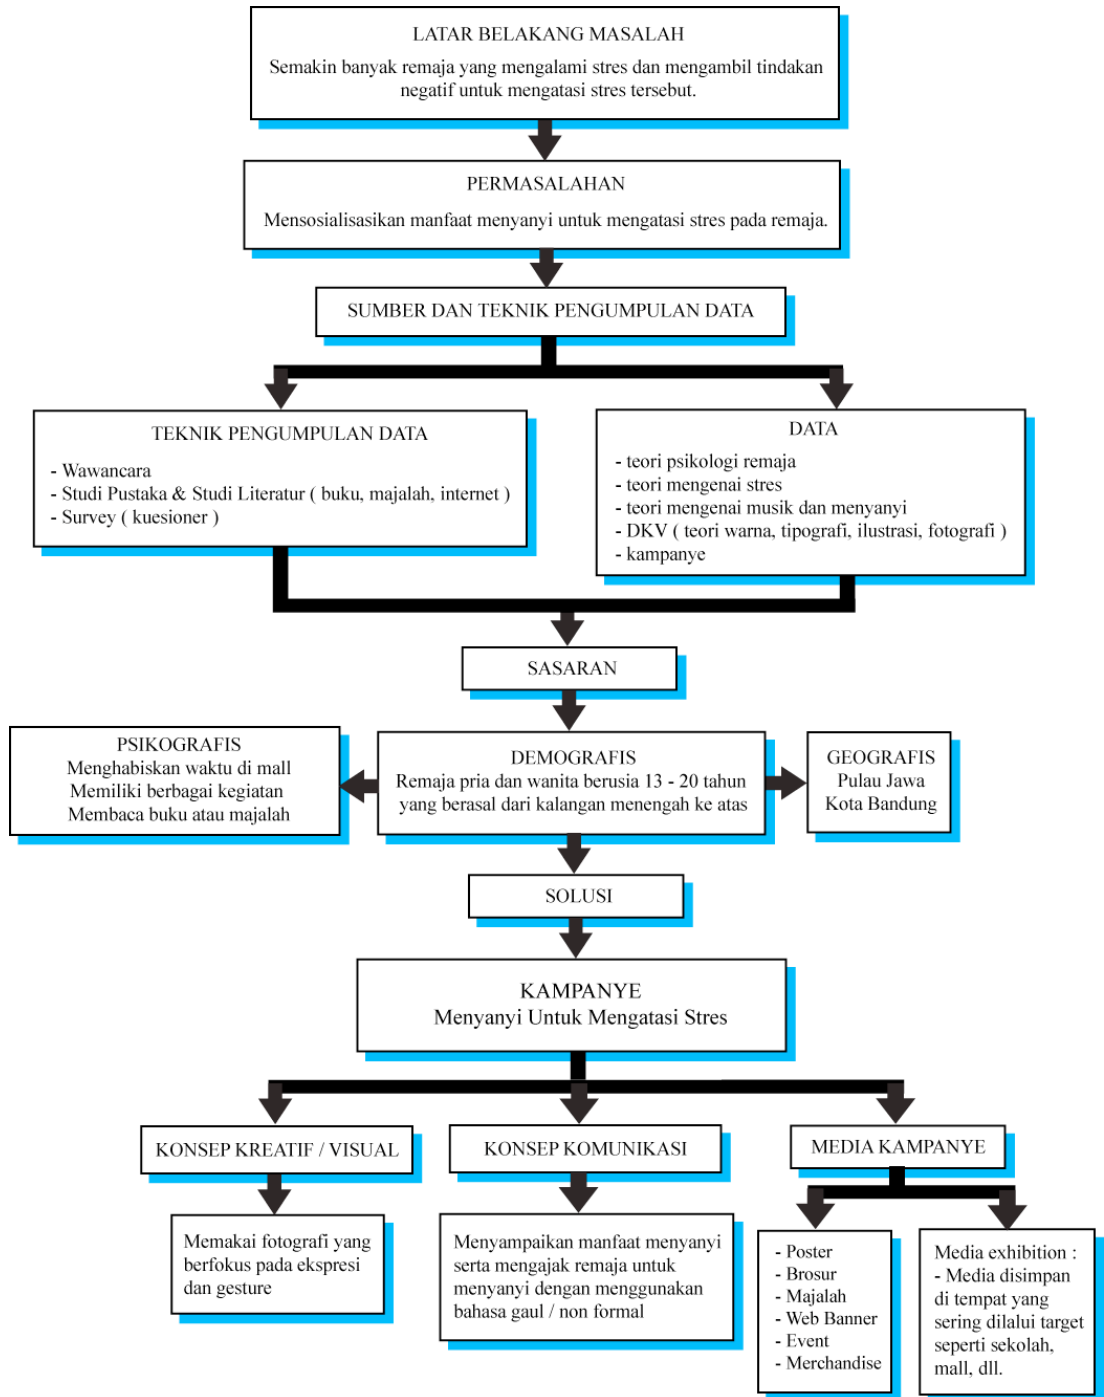 LATAR BELAKANG MASALAH
Semakin banyak remaja yang mengalami stres dan mengambil tindakan
negatif untuk mengatasi stres tersebut.
PERMASALAHAN
Mensosialisasikan manfaat menyanyi untuk mengatasi stres pada remaja.
SUMBER DAN TEKNIK PENGUMPULAN DATA
TEKNIK PENGUMPULAN DATA
- Wawancara
- Studi Pustaka & Studi Literatur ( buku, majalah, internet )
- Survey ( kuesioner )
DATA
- teori psikologi remaja
- teori mengenai stres
- teori mengenai musik dan menyanyi
- DKV ( teori warna, tipografi, ilustrasi, fotografi )
- kampanye
SASARAN
PSIKOGRAFIS
Menghabiskan waktu di mall
Memiliki berbagai kegiatan
Membaca buku atau majalah
DEMOGRAFIS
Remaja pria dan wanita berusia 13 - 20 tahun
yang berasal dari kalangan menengah ke atas
GEOGRAFIS
Pulau Jawa
Kota Bandung
SOLUSI
KAMPANYE
Menyanyi Untuk Mengatasi Stres
KONSEP KREATIF / VISUAL
Memakai fotografi yang
berfokus pada ekspresi
dan gesture
KONSEP KOMUNIKASI
Menyampaikan manfaat menyanyi
serta mengajak remaja untuk
menyanyi dengan menggunakan
bahasa gaul / non formal
MEDIA KAMPANYE
- Poster
- Brosur
- Majalah
- Web Banner
- Event
- Merchandise
Media exhibition :
- Media disimpan
di tempat yang
sering dilalui target
seperti sekolah,
mall, dll.